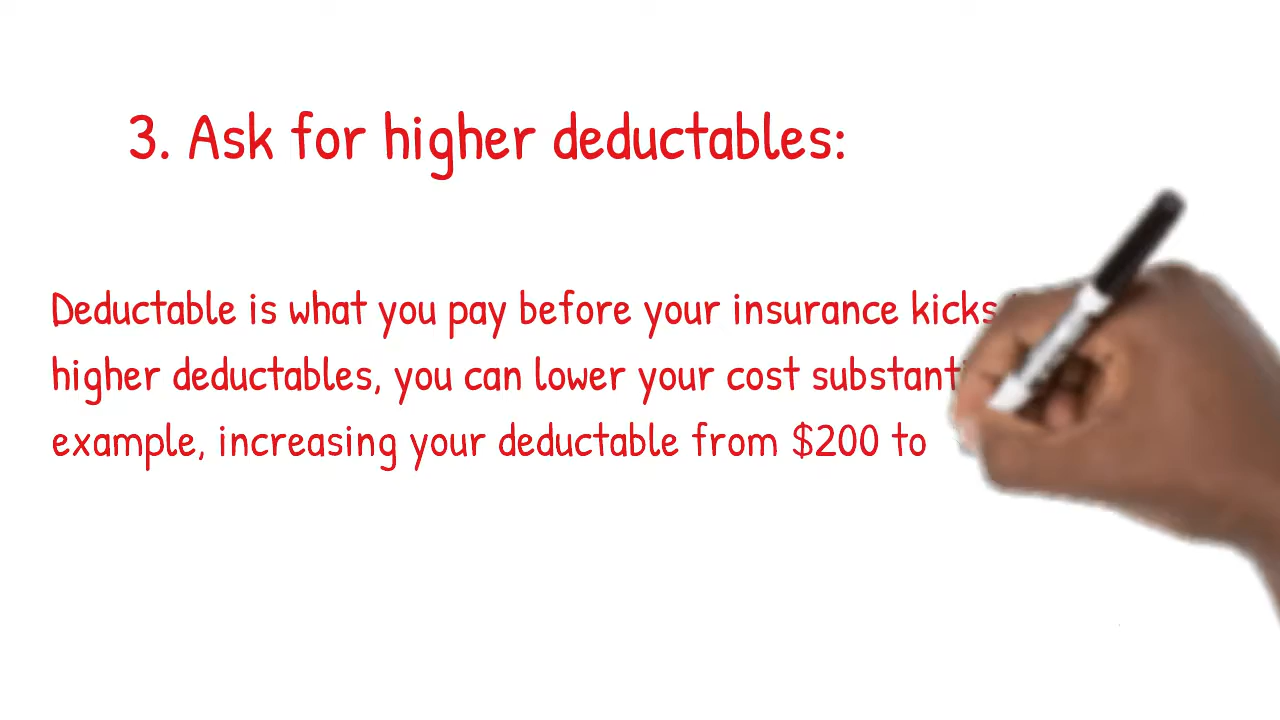 3. Ask for higher deductables:
Deductable is what you pay before your insurance kicks
higher deductables, you can lower your cost
example, increasing your deductable from $200 to